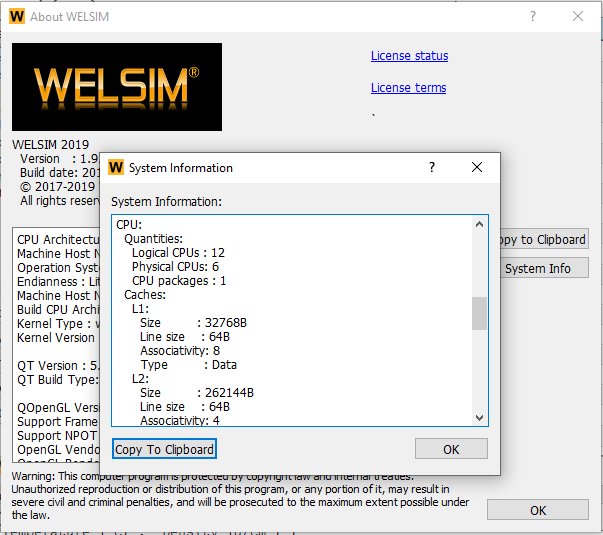 About WELSIM
WELSIM®
License status
License terms
`
WELSIM 2019
Version : 1.9
Build date: 201
© 2017-2019
All rights reserv
System Information
System Information:
CPU:
Quantities:
Logical CPUs : 12
Physical CPUs: 6
CPU packages : 1
Caches:
L1:
Size : 32768B
Line size : 64B
Associativity: 8
Type : Data
L2:
Size : 262144B
Line size : 64B
Associativity: 4
Copy To Clipboard
OK
CPU Architectu
Machine Host N
Operation Syste
Endianness : Lit
Machine Host N
Build CPU Archi
Kernel Type : w
Kernel Version
QT Version : 5.
QT Build Type:
QOpenGL Versi
Support Frame
Support NPOT
OpenGL Vendo
OpenGL Rende
opy to Clipboard
System Info
Warning: This computer program is protected by copyright law and internal treaties.
Unauthorized reproduction or distribution of this program, or any portion of it, may result in
severe civil and criminal penalties, and will be prosecuted to the maximum extent possible under
the law.
OK